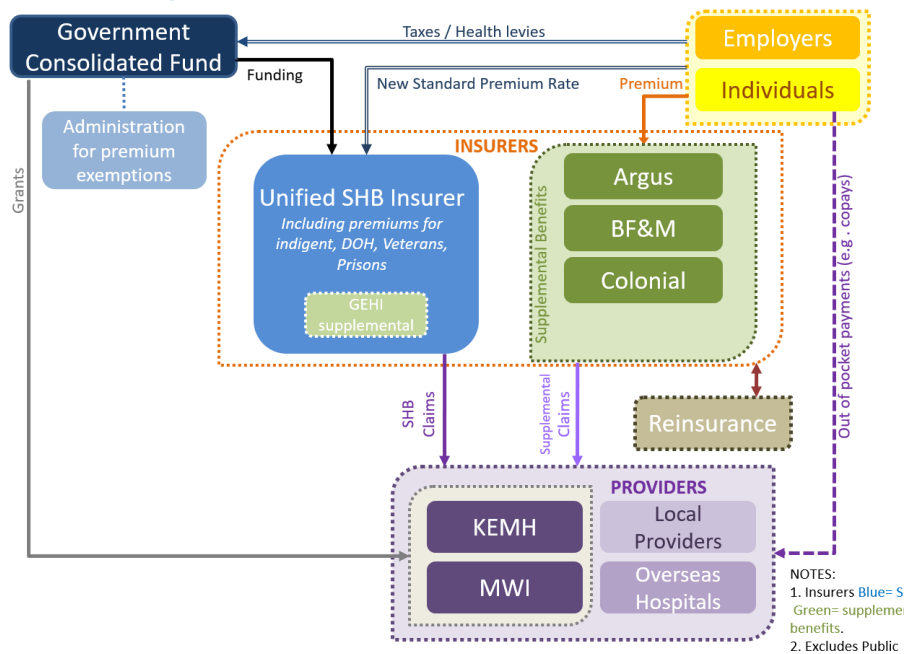 Government
Consolidated Fund
Taxes / Health levies
Employers
Individuals
Funding
New Standard Premium Rate
Premium
Administration
for premium
exemptions
Grants
INSURERS
Unified SHB Insurer
Including premiums for
indigent, DOH, Veterans,
Prisons
GEHI
supplemental
Supplemental Benefits
Argus
BF&M
Colonial
Out of pocket payments (e.g. copays)
SHB
Claims
Supplemental
Claims
Reinsurance
PROVIDERS
KEMH
MWI
Local
Providers
Overseas
Hospitals
NOTES:
1. Insurers Blue= S
Green= supplemen
benefits.
2. Excludes Public